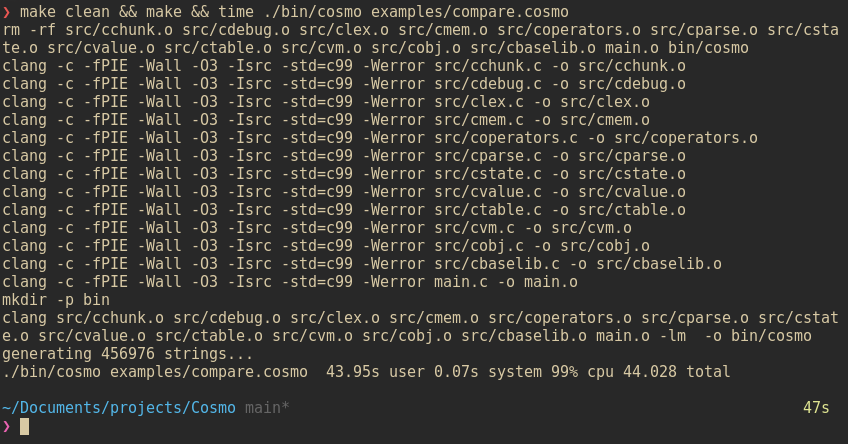 ❯ make clean && make && time ./bin/cosmo examples/compare.cosmo
rm -rf src/cchunk.o src/cdebug.o src/clex.o src/cmem.o src/coperators.o src/cparse.o src/csta
te.o src/cvalue.o src/ctable.o src/cvm.o src/cobj.o src/cbaselib.o main.o bin/cosmo
clang -c -fPIE -Wall -O3 -Isrc -std=c99 -Werror src/cchunk.c -o src/cchunk.o
clang -c -fPIE -Wall -O3 -Isrc -std=c99 -Werror src/cdebug.c -o src/cdebug.o
clang -c -fPIE -Wall -O3 -Isrc -std=c99 -Werror src/clex.c -o src/clex.o
clang -c -fPIE -Wall -O3 -Isrc -std=c99 -Werror src/cmem.c -o src/cmem.o
clang -c -fPIE -Wall -O3 -Isrc -std=c99 -Werror src/coperators.c -o src/coperators.o
clang -c -fPIE -Wall -O3 -Isrc -std=c99 -Werror src/cparse.c -o src/cparse.o
clang -c -fPIE -Wall -O3 -Isrc -std=c99 -Werror src/cstate.c -o src/cstate.o
clang -c -fPIE -Wall -O3 -Isrc -std=c99 -Werror src/cvalue.c -o src/cvalue.o
clang -c -fPIE -Wall -O3 -Isrc -std=c99 -Werror src/ctable.c -o src/ctable.o
clang -c -fPIE -Wall -O3 -Isrc -std=c99 -Werror src/cvm.c -o src/cvm.o
clang -c -fPIE -Wall -O3 -Isrc -std=c99 -Werror src/cobj.c -o src/cobj.o
clang -c -fPIE -Wall -O3 -Isrc -std=c99 -Werror src/cbaselib.c -o src/cbaselib.o
clang -c -fPIE -Wall -O3 -Isrc -std=c99 -Werror main.c -o main.o
mkdir -p bin
clang src/cchunk.o src/cdebug.o src/clex.o src/cmem.o src/coperators.o src/cparse.o src/cstat
e.o src/cvalue.o src/ctable.o src/cvm.o src/cobj.o src/cbaselib.o main.o -lm  -o bin/cosmo
generating 456976 strings...
./bin/cosmo examples/compare.cosmo  43.95s user 0.07s system 99% cpu 44.028 total
~/Documents/projects/Cosmo main* 47s
❯